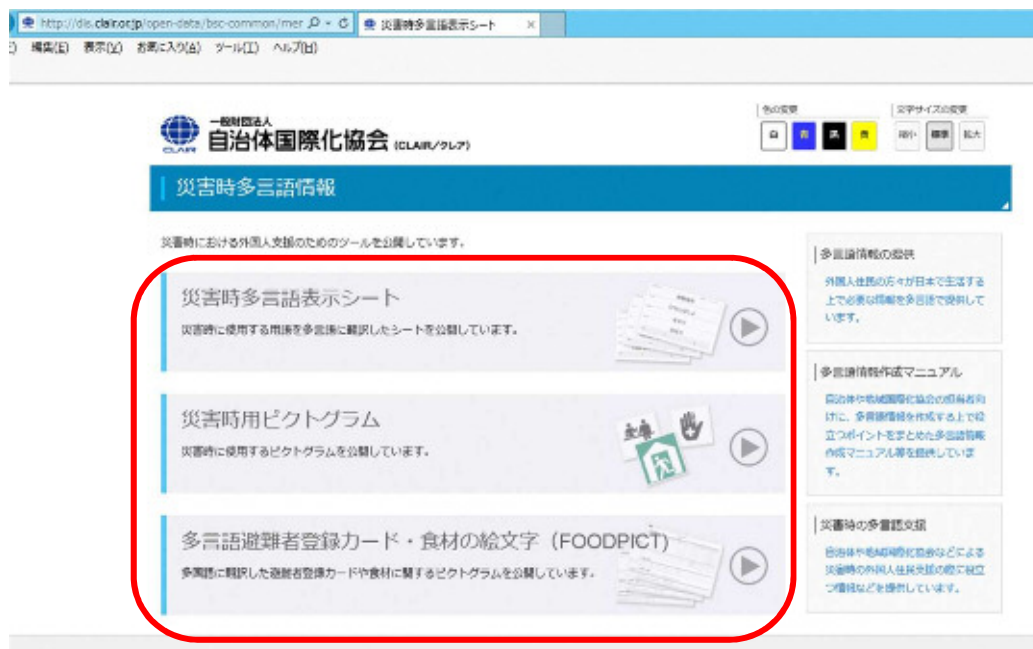 http://dis.clair.or.jp/open-data/bsc-common/mer
災害時多言語表示シート
編集(E) 表示(V) お気に入り(A) ツール(T) ヘルプ(H)
色の変更
文字サイズの変更
一般財団法人
自治体国際化協会 (CLAIR/クレア)
CLAIR
白 青 黒 黄
縮小 標準 拡大
災害時多言語情報
災害時における外国人支援のためのツールを公開しています。
災害時多言語表示シート
災害時に使用する用語を多言語に翻訳したシートを公開しています。
災害時用ピクトグラム
災害時に使用するピクトグラムを公開しています。
多言語避難者登録カード・食材の絵文字（FOODPICT）
多言語に翻訳した避難者登録カードや食材に関するピクトグラムを公開しています。
多言語情報の提供
外国人住民の方々が日本で生活する
上で必要な情報を多言語で提供して
います。
多言語情報作成マニュアル
自治体や地域国際化協会の担当者向
けに、多言語情報を作成する上で役
立つポイントをまとめた多言語情報
作成マニュアル等を提供していま
す。
災害時の多言語支援
自治体や地域国際化協会などによる
災害時の外国人住民支援の際に役立
つ情報などを提供しています。